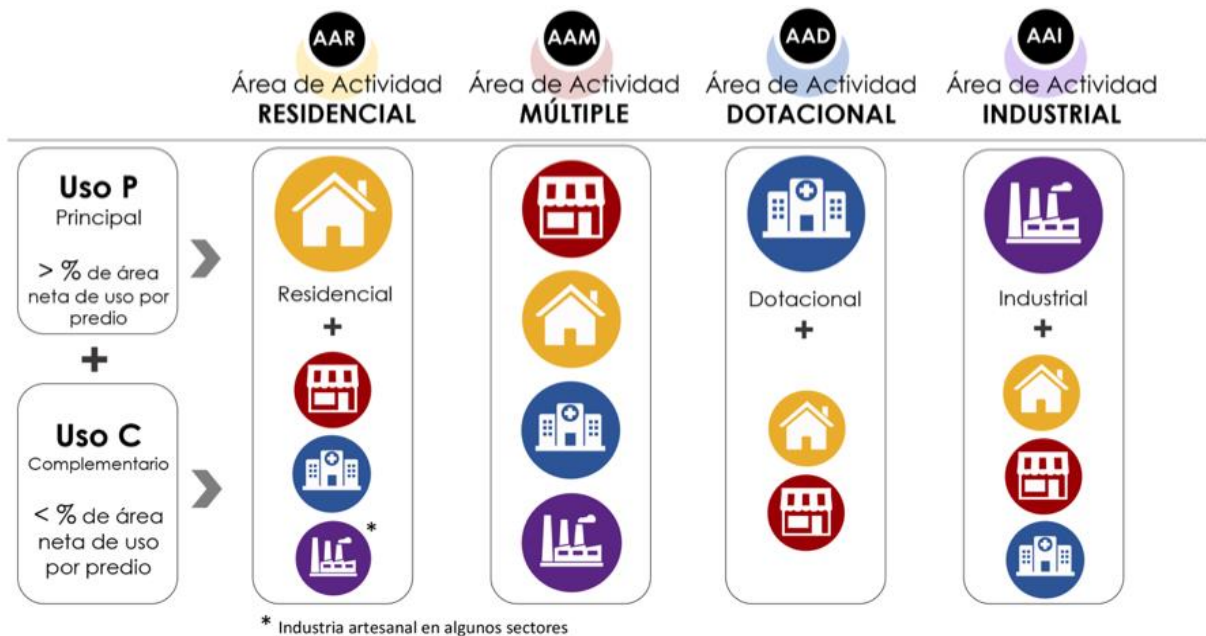 AAR
Área de Actividad
RESIDENCIAL
AAM
Área de Actividad
MÚLTIPLE
AAD
Área de Actividad
DOTACIONAL
AAI
Área de Actividad
INDUSTRIAL
Uso P
Principal
> % de área
neta de uso por
predio
+
Uso C
Complementario
< % de área
neta de uso
por predio
Residencial
+
*
Dotacional
+
Industrial
+
* Industria artesanal en algunos sectores